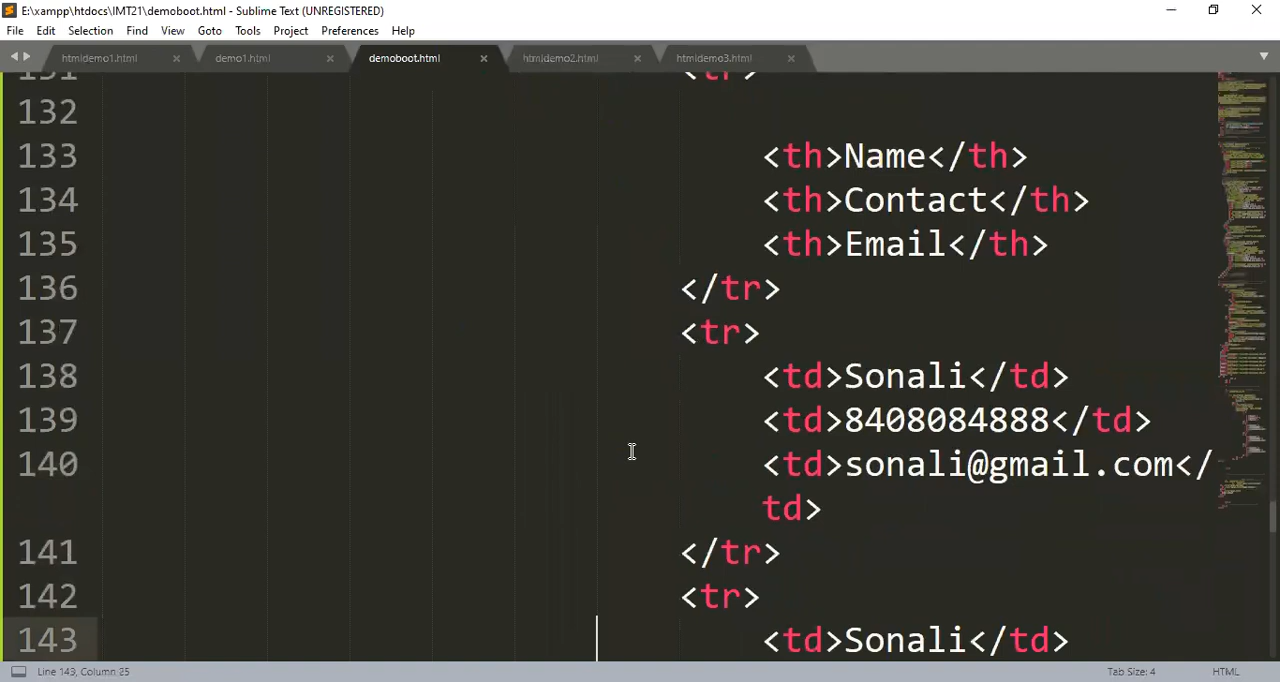 E:\xampp\htdocs\IMT21\demoboot.html - Sublime Text (UNREGISTERED)
File Edit Selection Find View Goto Tools Project Preferences Help
htmldemo1.html demo1.html demoboot.html htmldemo2.html htmldemo3.html
131 <tr>
132
133 <th>Name</th>
134 <th>Contact</th>
135 <th>Email</th>
136 </tr>
137 <tr>
138 <td>Sonali</td>
139 <td>8408084888</td>
140 <td>sonali@gmail.com</
td>
141 </tr>
142 <tr>
143 <td>Sonali</td>
Line 143, Column 25 Tab Size: 4 HTML